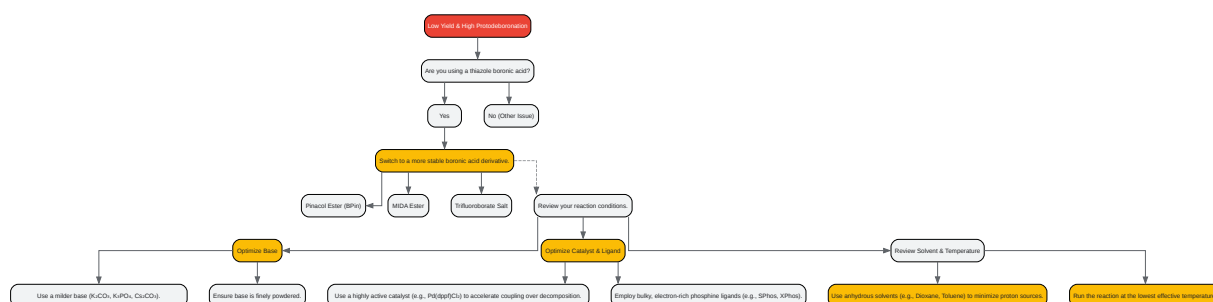 Low Yield & High Protodeboronation
Are you using a thiazole boronic acid?
Yes
No (Other Issue)
Switch to a more stable boronic acid derivative.
Pinacol Ester (BPin)
MIDA Ester
Trifluoroborate Salt
Review your reaction conditions.
Optimize Base
Optimize Catalyst & Ligand
Review Solvent & Temperature
Use a milder base (K₂CO₃, K₃PO₄, Cs₂CO₃).
Ensure base is finely powdered.
Use a highly active catalyst (e.g., Pd(dppf)Cl₂) to accelerate coupling over decomposition.
Employ bulky, electron-rich phosphine ligands (e.g., SPhos, XPhos).
Use anhydrous solvents (e.g., Dioxane, Toluene) to minimize proton sources.
Run the reaction at the lowest effective temperature